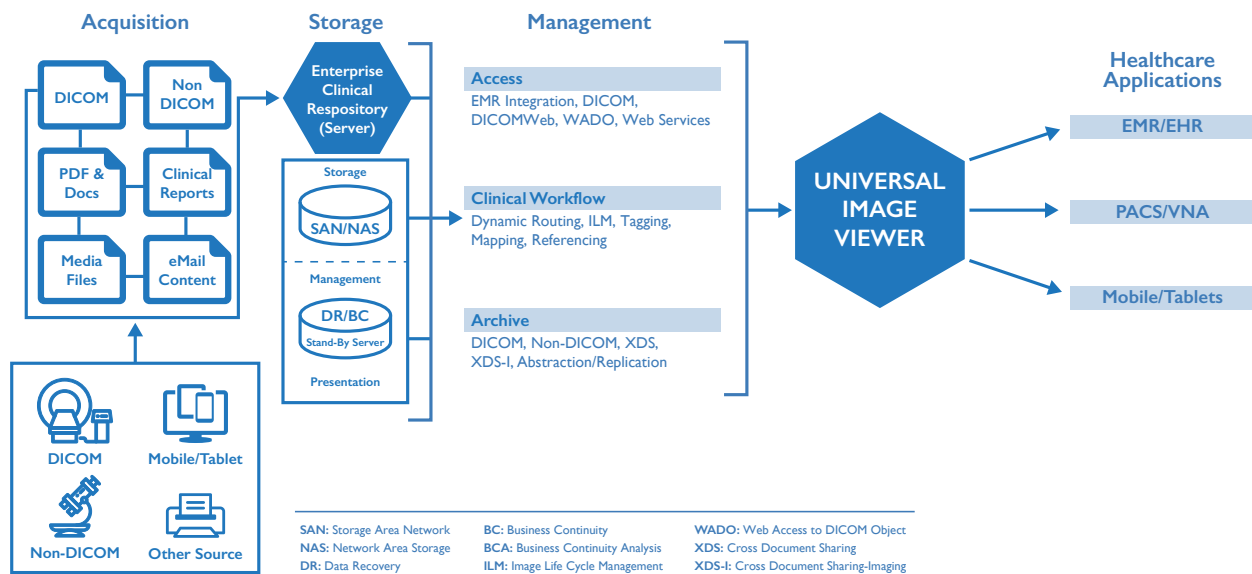 Acquisition
DICOM
Non
DICOM
PDF &
Docs
Clinical
Reports
Media
Files
eMail
Content
DICOM
Mobile/Tablet
Non-DICOM
Other Source
Storage
Enterprise
Clinical
Respository
(Server)
Storage
SAN/NAS
Management
DR/BC
Stand-By Server
Presentation
Management
Access
EMR Integration, DICOM,
DICOMWeb, WADO, Web Services
Clinical Workflow
Dynamic Routing, ILM, Tagging,
Mapping, Referencing
Archive
DICOM, Non-DICOM, XDS,
XDS-I, Abstraction/Replication
UNIVERSAL
IMAGE
VIEWER
Healthcare
Applications
EMR/EHR
PACS/VNA
Mobile/Tablets
SAN: Storage Area Network
NAS: Network Area Storage
DR: Data Recovery
BC: Business Continuity
BCA: Business Continuity Analysis
ILM: Image Life Cycle Management
WADO: Web Access to DICOM Object
XDS: Cross Document Sharing
XDS-I: Cross Document Sharing-Imaging